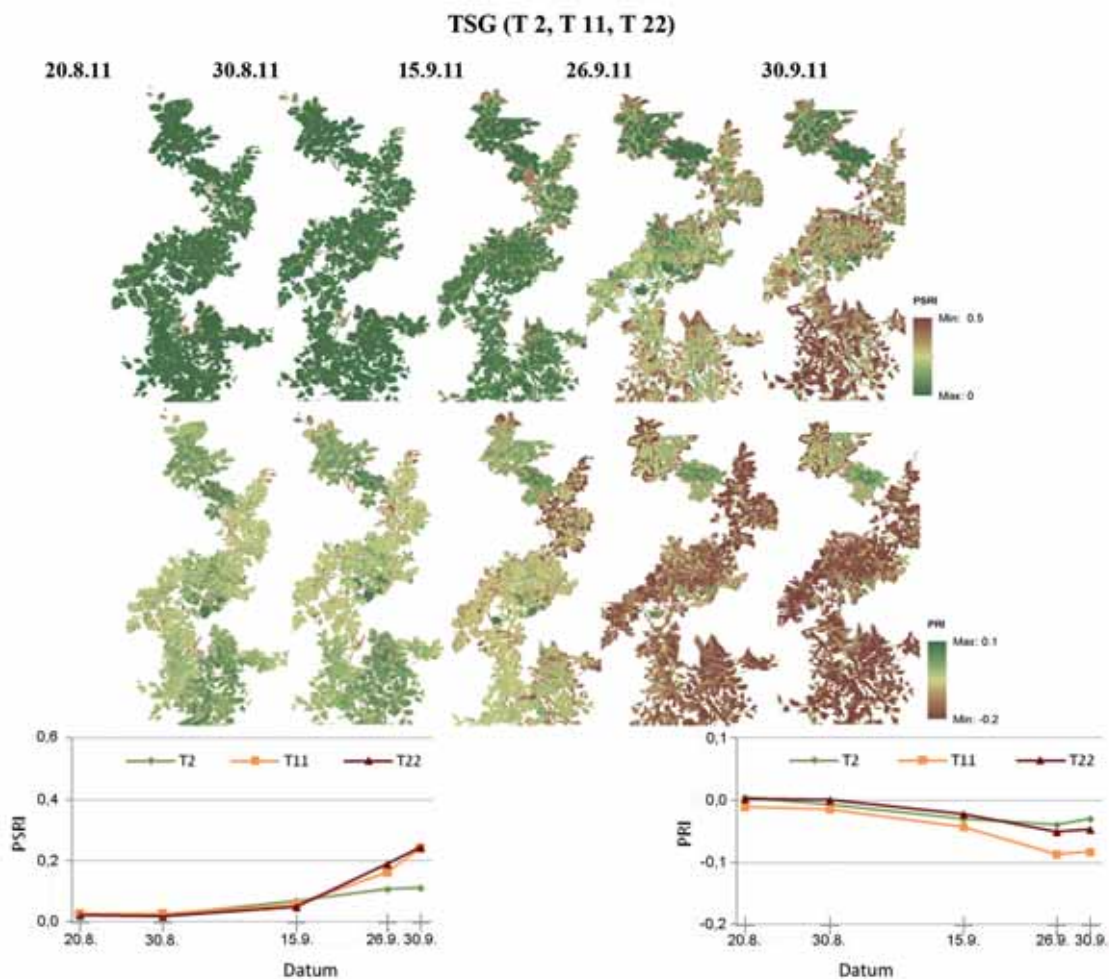 TSG (T 2, T 11, T 22)
20.8.11 30.8.11 15.9.11 26.9.11 30.9.11
PSRI
Min: 0.5
Max: 0
PRI
Max: 0.1
Min: -0.2
0,6
0,4
0,2
0,0
PSRI
T2 T11 T22
20.8. 30.8. 15.9. 26.9. 30.9.
Datum
0,1
0,0
-0,1
-0,2
PRI
T2 T11 T22
20.8. 30.8. 15.9. 26.9. 30.9.
Datum